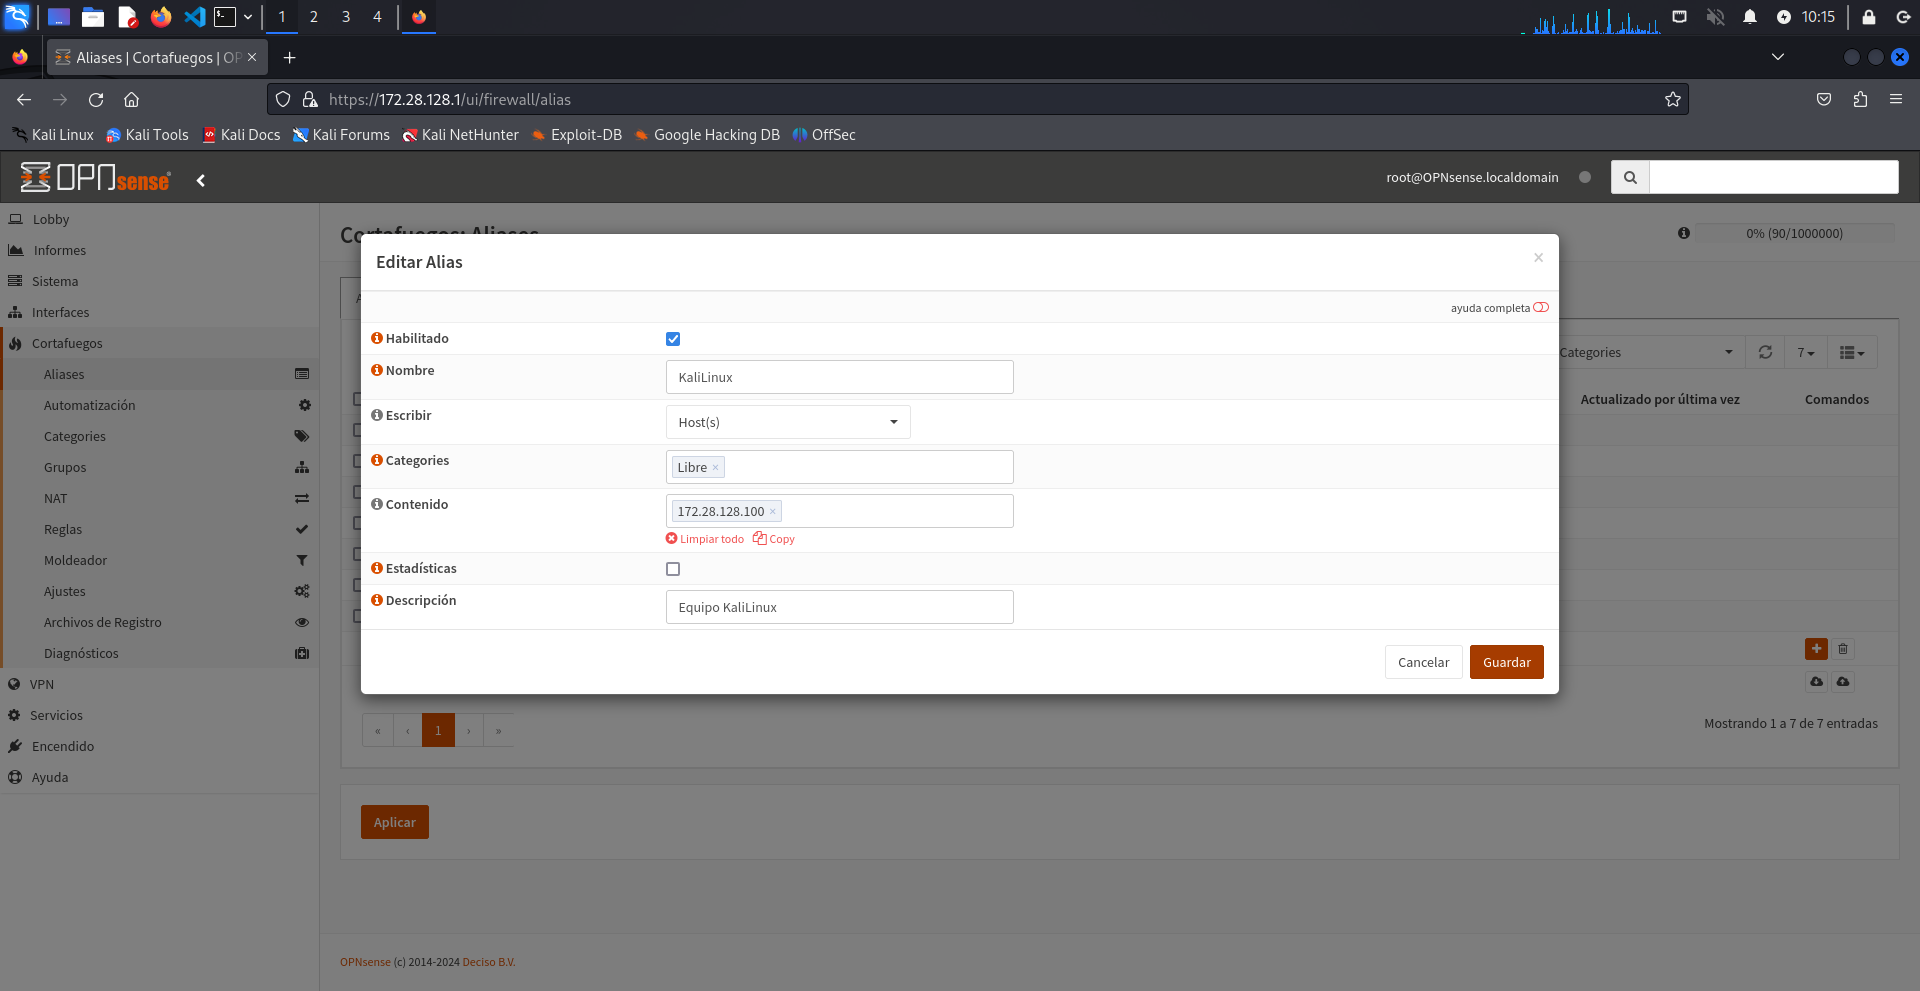 1 2 3 4
10:15
Aliases | Cortafuegos | OP
https://172.28.128.1/ui/firewall/alias
Kali Linux Kali Tools Kali Docs Kali Forums Kali NetHunter Exploit-DB Google Hacking DB OffSec
OPNsense
root@OPNsense.localdomain
Lobby
Informes
Sistema
Interfaces
Cortafuegos
Aliases
Automatización
Categories
Grupos
NAT
Reglas
Moldeador
Ajustes
Archivos de Registro
Diagnósticos
VPN
Servicios
Encendido
Ayuda
Cortafuegos: Aliases
0% (90/1000000)
Editar Alias
ayuda completa
Habilitado
Nombre KaliLinux
Escribir Host(s)
Categories Libre ×
Contenido 172.28.128.100 ×
Limpiar todo Copy
Estadísticas
Descripción Equipo KaliLinux
Cancelar Guardar
Categories 7
Actualizado por última vez Comandos
« ‹ 1 › »
Mostrando 1 a 7 de 7 entradas
Aplicar
OPNsense (c) 2014-2024 Deciso B.V.